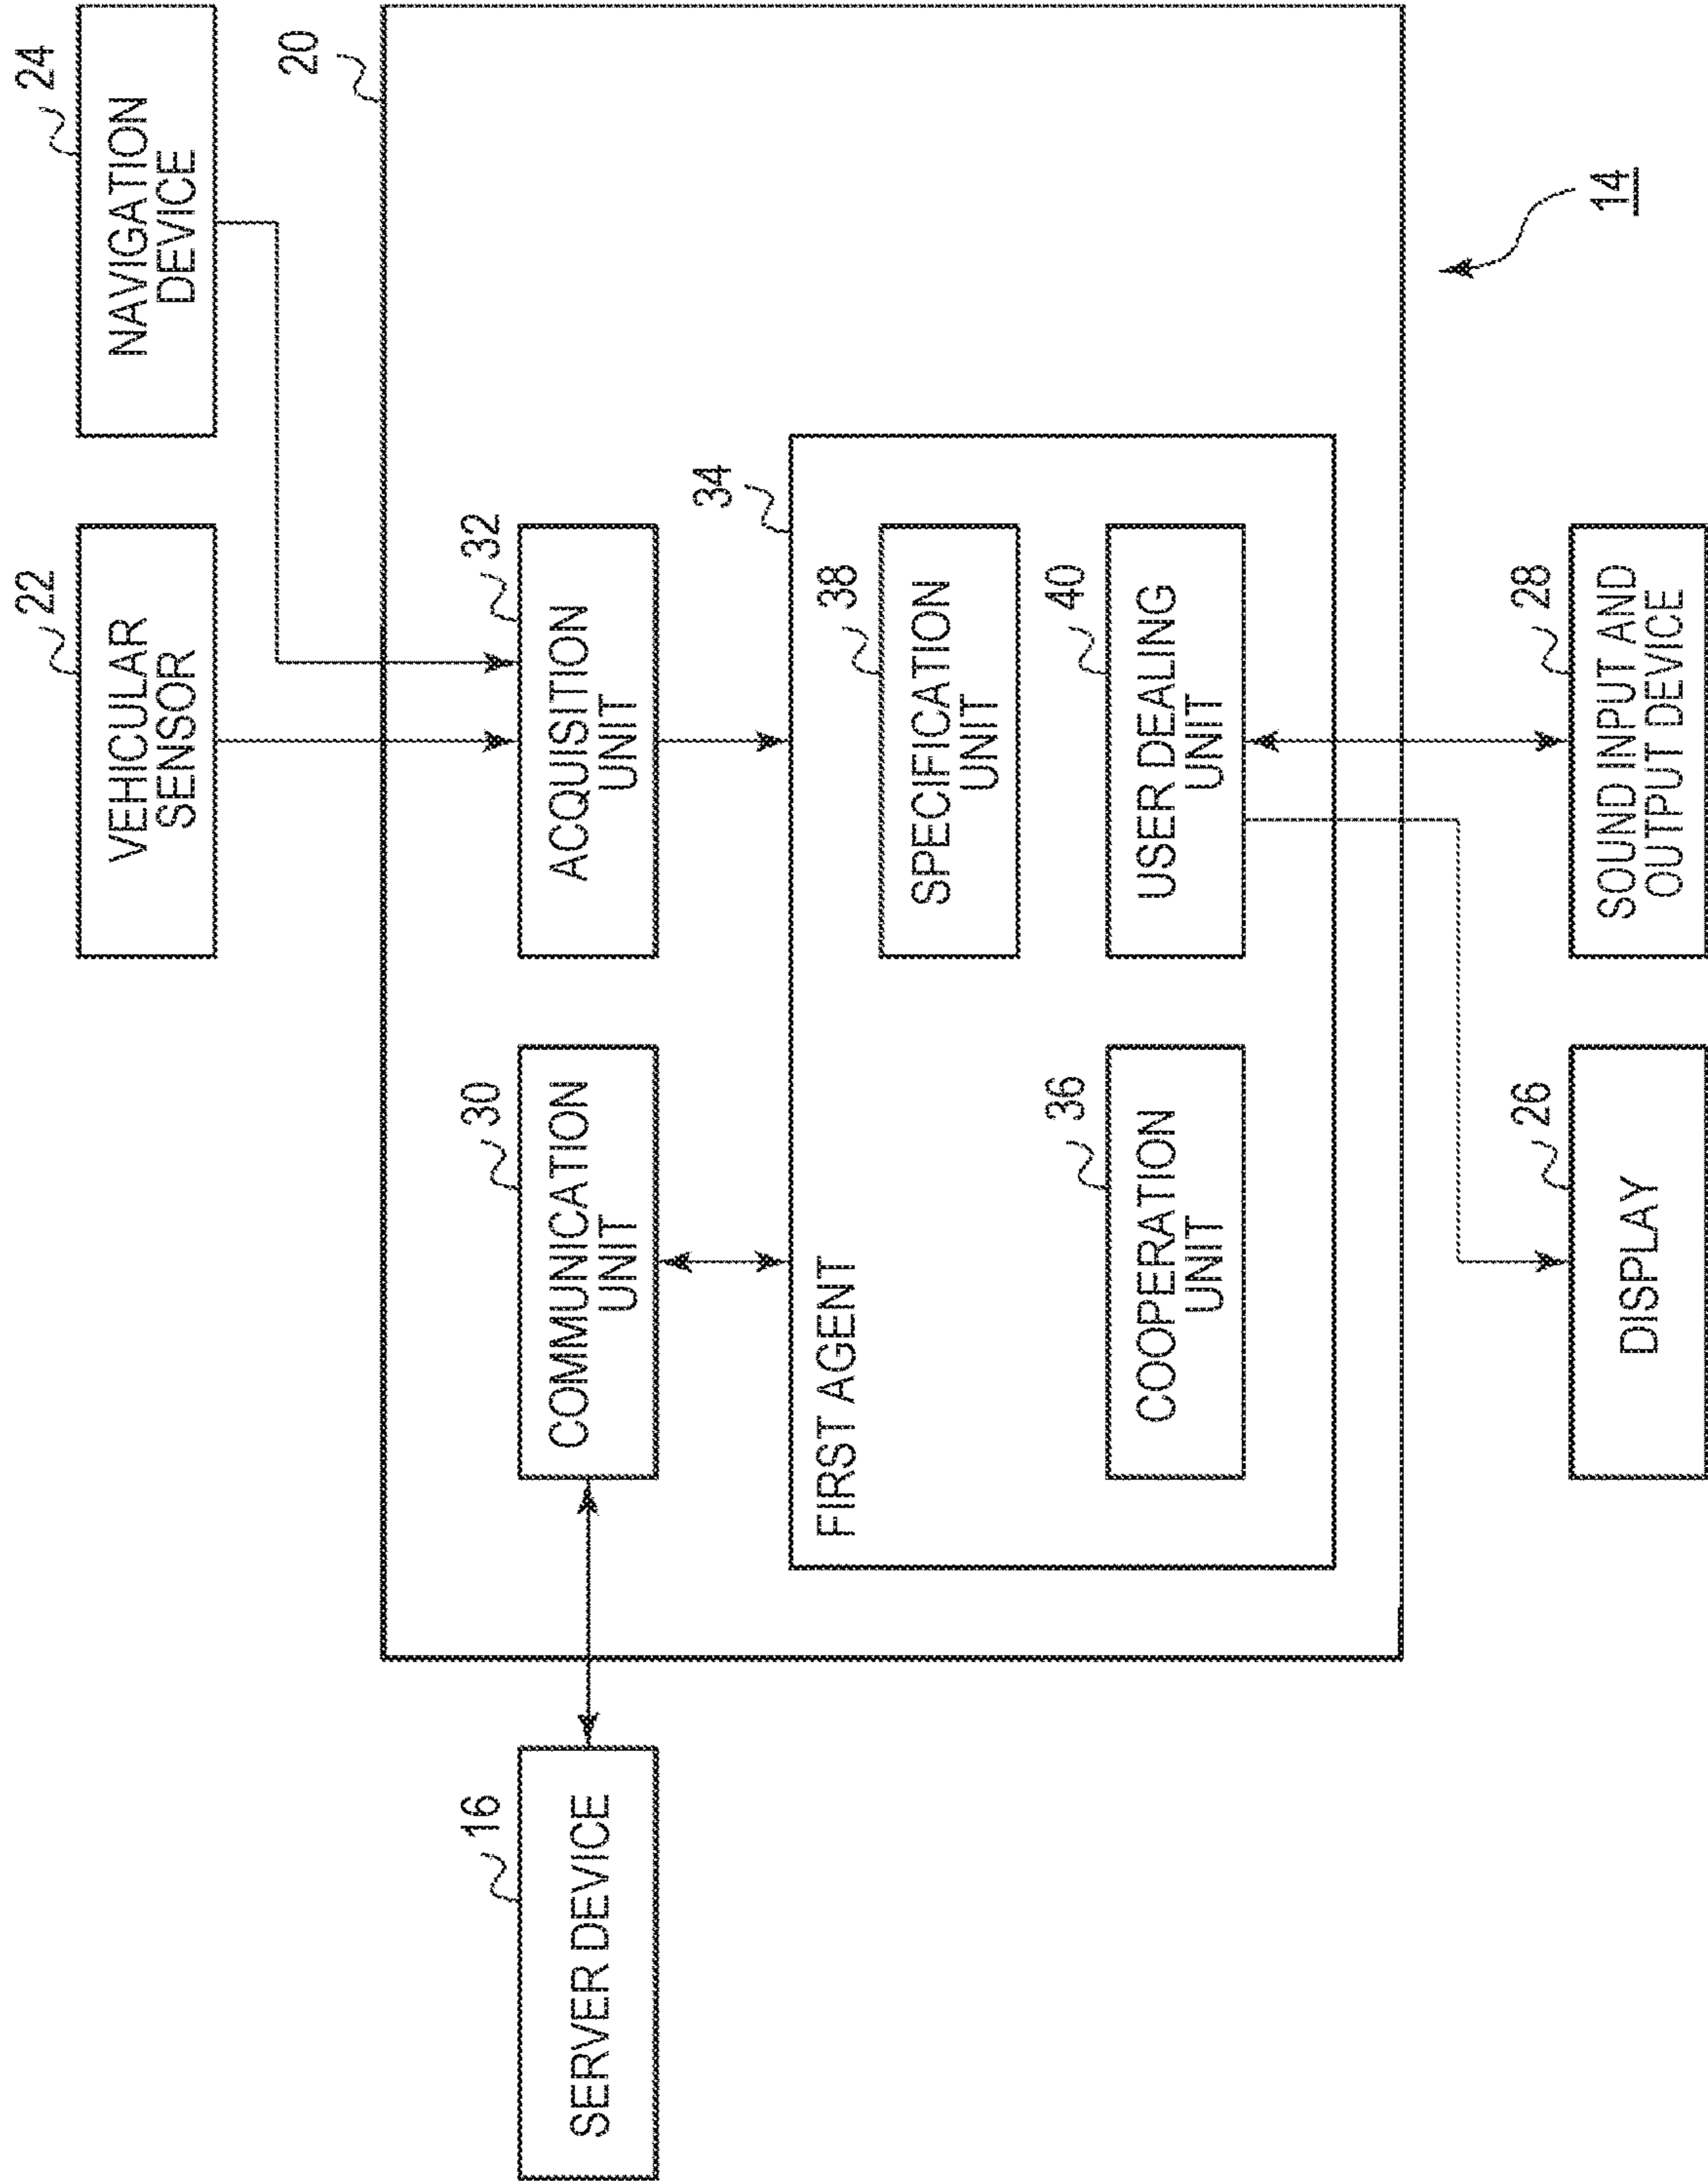 22
VEHICULAR
SENSOR
24
NAVIGATION
DEVICE
20
16
SERVER DEVICE
30
COMMUNICATION
UNIT
32
ACQUISITION
UNIT
34
FIRST AGENT
38
SPECIFICATION
UNIT
36
COOPERATION
UNIT
40
USER DEALING
UNIT
14
26
DISPLAY
28
SOUND INPUT AND
OUTPUT DEVICE